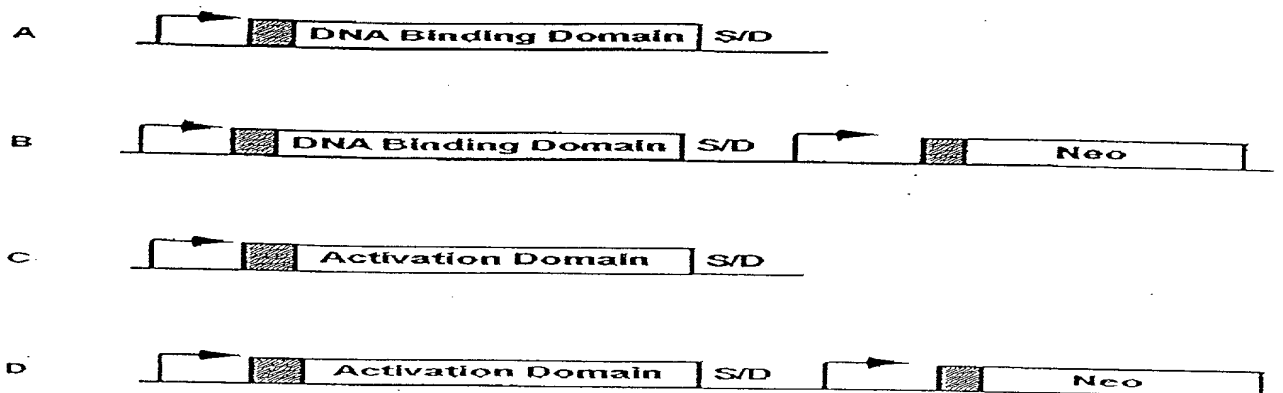 A DNA Binding Domain S/D
B DNA Binding Domain S/D Neo
C Activation Domain S/D
D Activation Domain S/D Neo